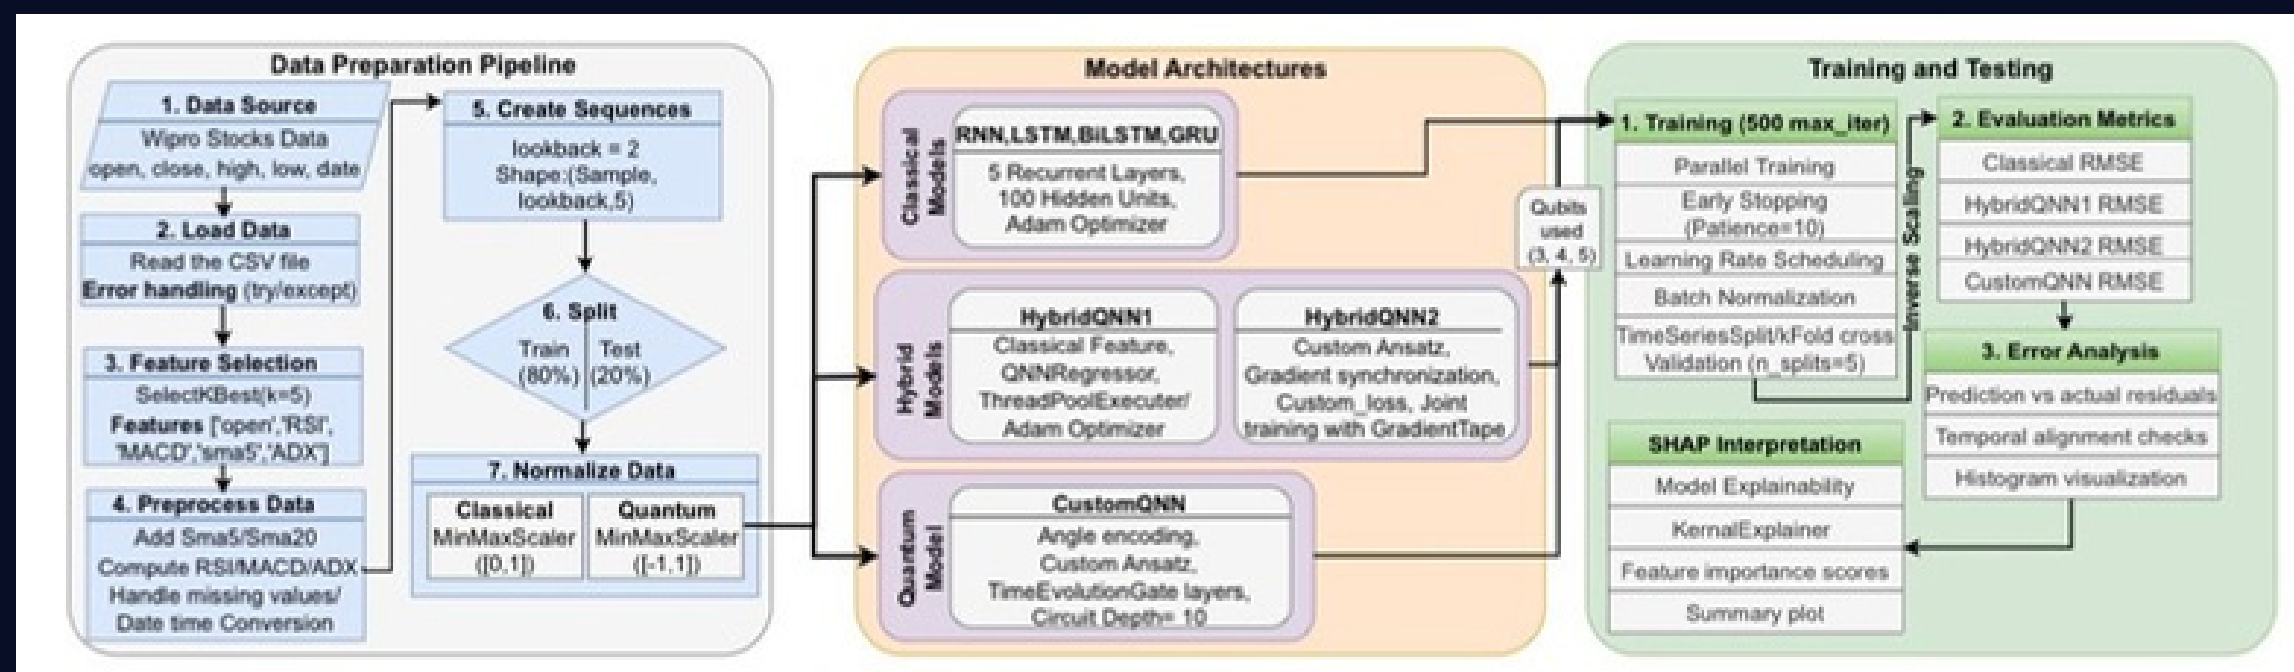 Data Preparation Pipeline
1. Data Source
Wipro Stocks Data
open, close, high, low, date
2. Load Data
Read the CSV file
Error handling (try/except)
3. Feature Selection
SelectKBest(k=5)
Features ['open','RSI',
'MACD','sma5','ADX']
4. Preprocess Data
Add Sma5/Sma20
Compute RSI/MACD/ADX
Handle missing values/
Date time Conversion
5. Create Sequences
lookback = 2
Shape:(Sample,
lookback,5)
6. Split
Train Test
(80%) (20%)
7. Normalize Data
Classical
MinMaxScaler
([0,1])
Quantum
MinMaxScaler
([-1,1])
Model Architectures
Classical
Models
RNN,LSTM,BiLSTM,GRU
5 Recurrent Layers,
100 Hidden Units,
Adam Optimizer
Hybrid
Models
HybridQNN1
Classical Feature,
QNNRegressor,
ThreadPoolExecuter/
Adam Optimizer
HybridQNN2
Custom Ansatz,
Gradient synchronization,
Custom_loss, Joint
training with GradientTape
Quantum
Model
CustomQNN
Angle encoding,
Custom Ansatz,
TimeEvolutionGate layers,
Circuit Depth= 10
Qubits
used
(3, 4, 5)
Training and Testing
1. Training (500 max_iter)
Parallel Training
Early Stopping
(Patience=10)
Learning Rate Scheduling
Batch Normalization
TimeSeriesSplit/kFold cross
Validation (n_splits=5)
Inverse Scaling
2. Evaluation Metrics
Classical RMSE
HybridQNN1 RMSE
HybridQNN2 RMSE
CustomQNN RMSE
3. Error Analysis
Prediction vs actual residuals
Temporal alignment checks
Histogram visualization
SHAP Interpretation
Model Explainability
KernalExplainer
Feature importance scores
Summary plot